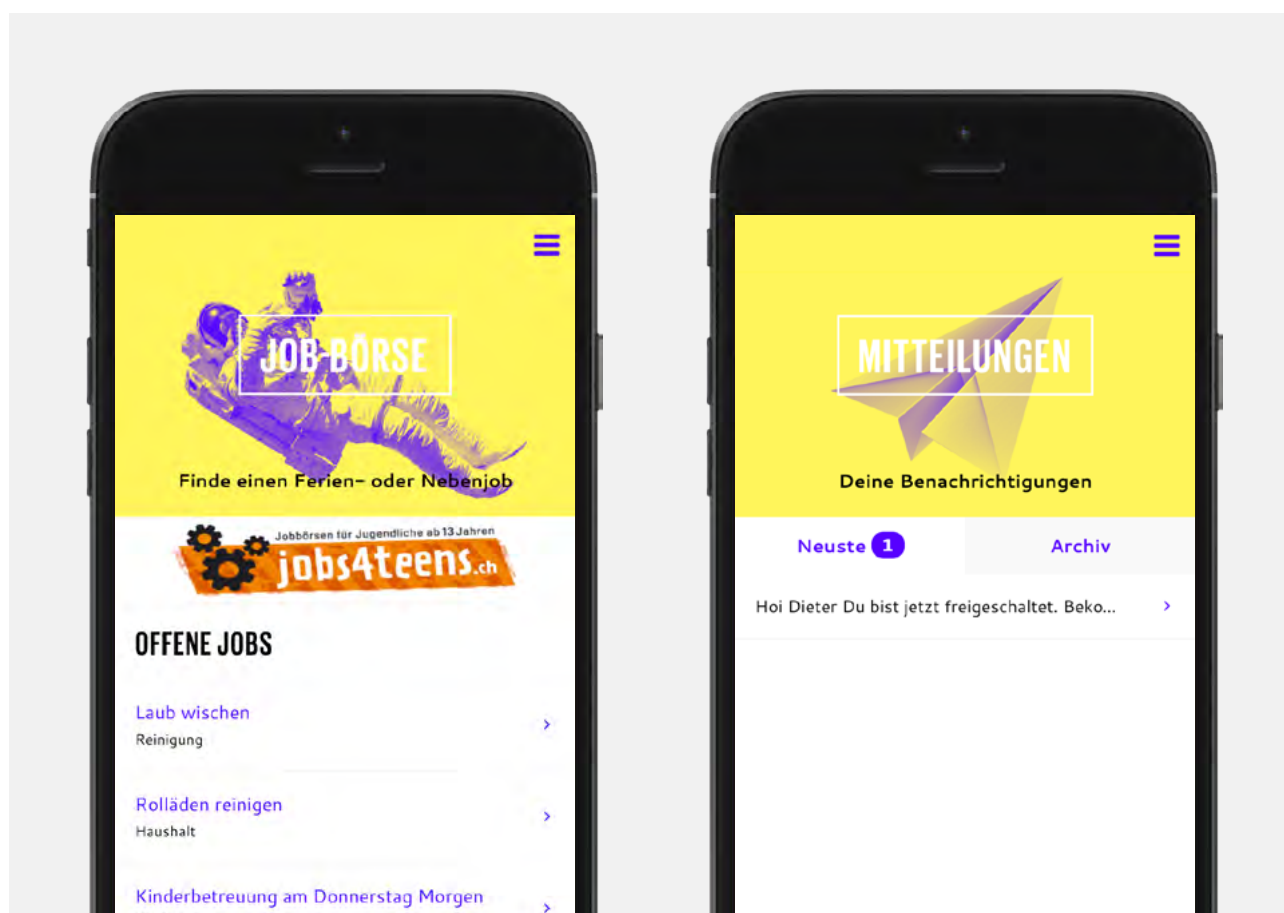 JOB-BÖRSE
Finde einen Ferien- oder Nebenjob
Jobbörsen für Jugendliche ab 13 Jahren
jobs4teens.ch
OFFENE JOBS
Laub wischen
Reinigung
Rolläden reinigen
Haushalt
Kinderbetreuung am Donnerstag Morgen
MITTEILUNGEN
Deine Benachrichtigungen
Neuste 1
Archiv
Hoi Dieter Du bist jetzt freigeschaltet. Beko...